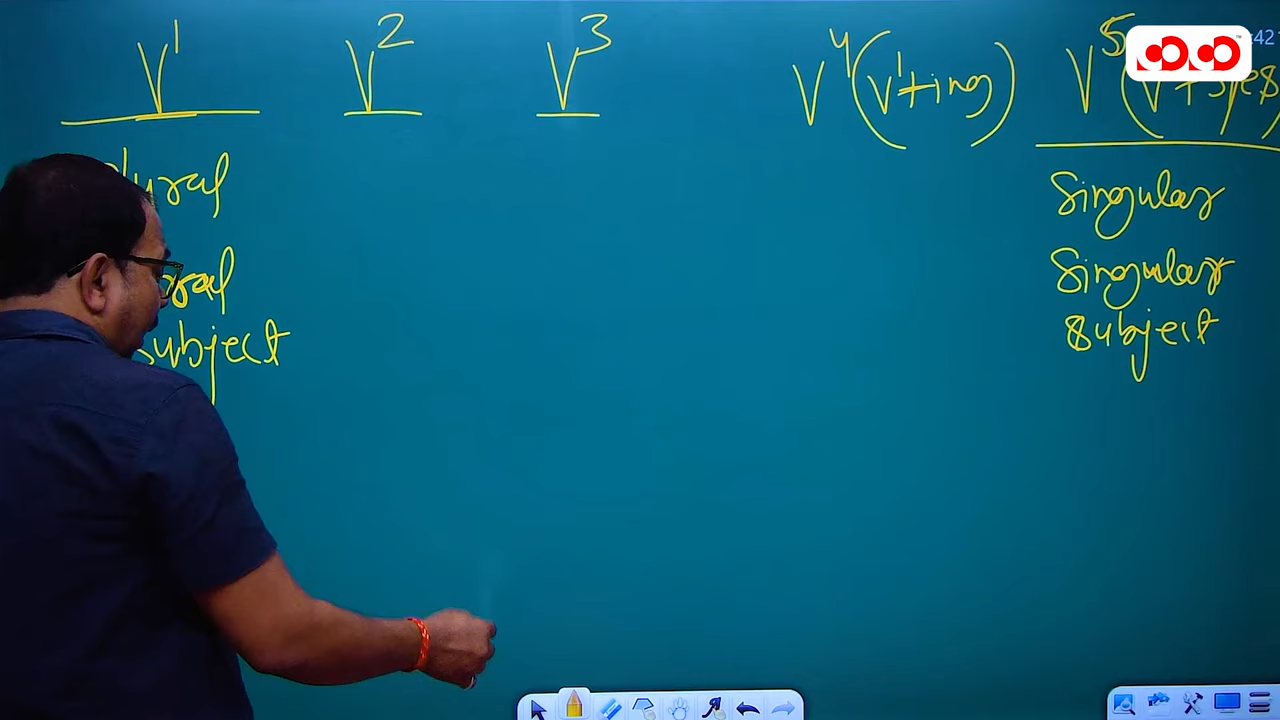 V¹ V² V³ V⁴ (V¹+ing) V⁵
Plural Singular
Singular
Subject Subject